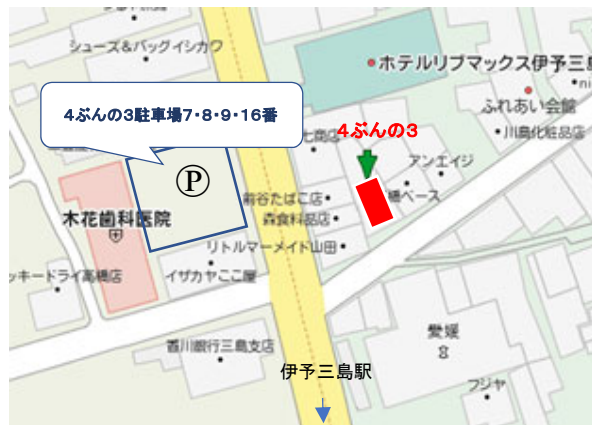 シューズ&バッグイシカワ
ホテルリブマックス伊予三島
ni
ふれあい会館
川島化粧品店
4ぶんの3駐車場7・8・9・16番
4ぶんの3
七商店
アンエイジ
Ⓟ
前谷たばこ店
森食料品店
ベース
木花歯科医院
リトルマーメイド山田
ッキードライ高橋店
イザカヤここ屋
香川銀行三島支店
愛媛
伊予三島駅
フジヤ